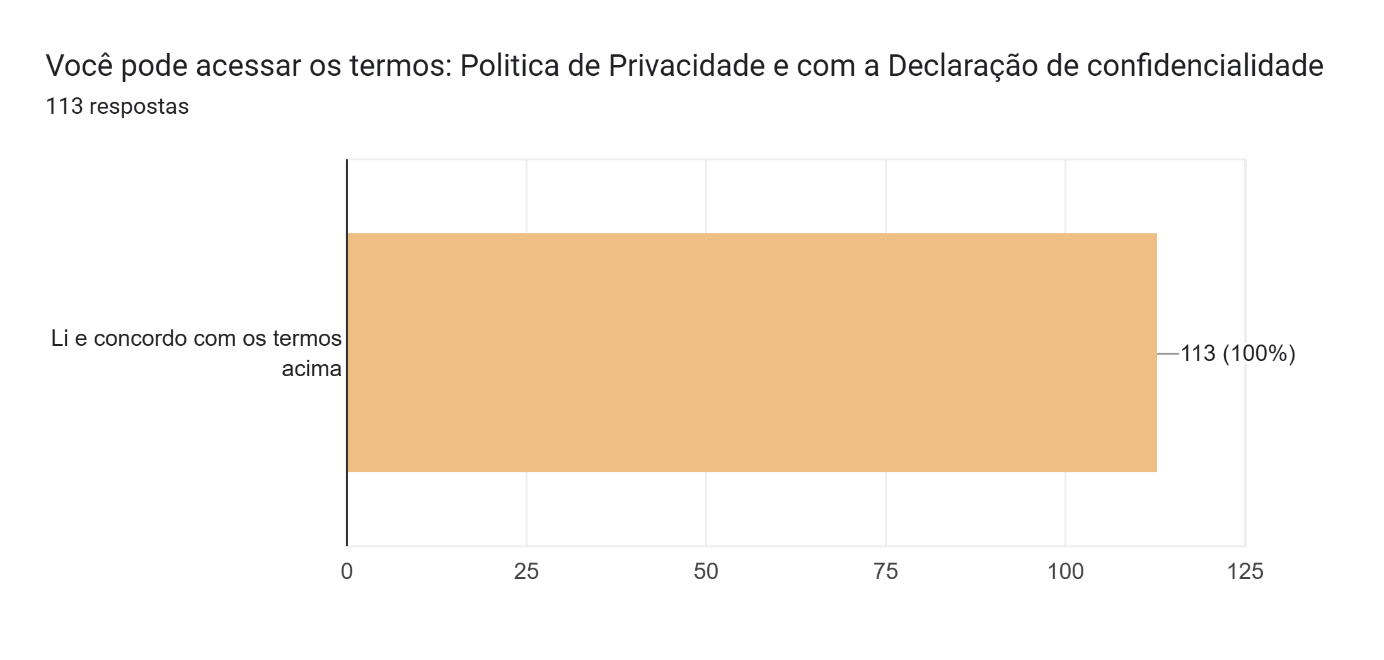 Você pode acessar os termos: Politica de Privacidade e com a Declaração de confidencialidade
113 respostas
Li e concordo com os termos
acima
113 (100%)
0 25 50 75 100 125